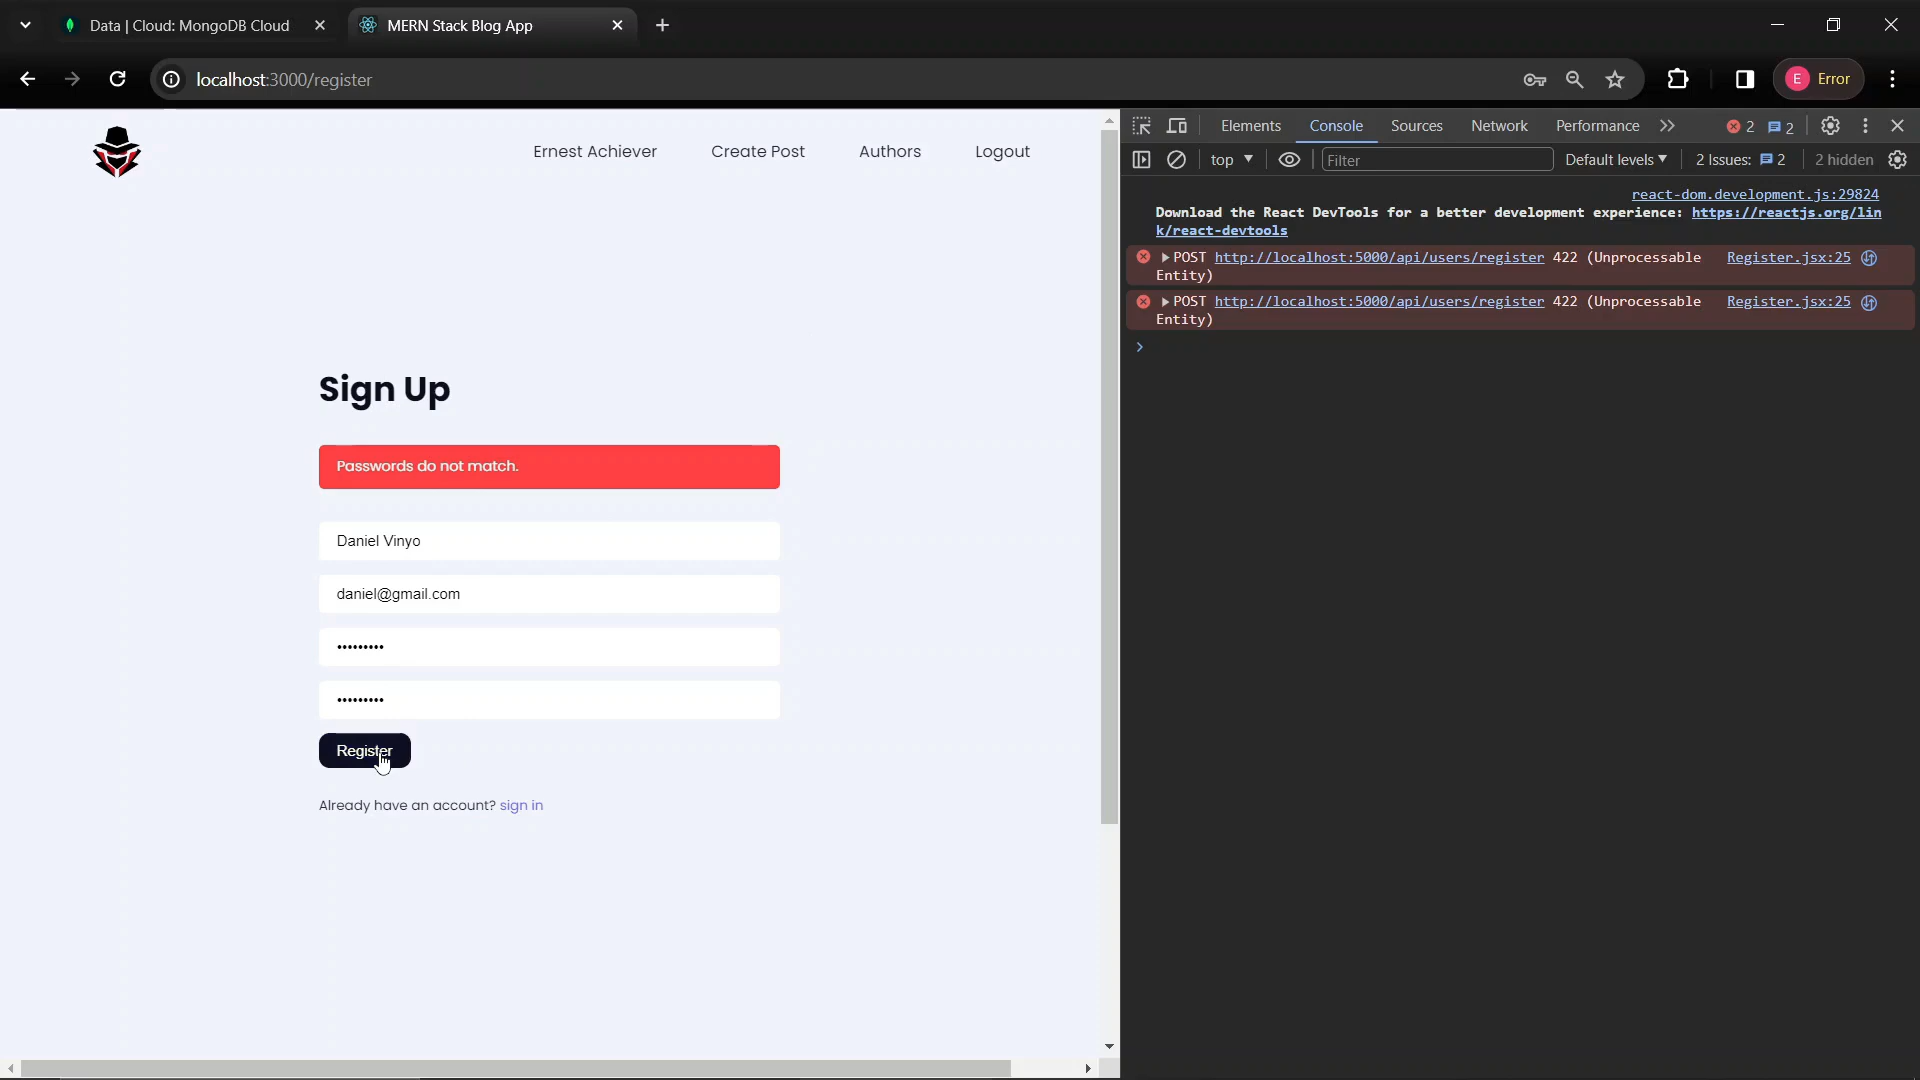 Data | Cloud: MongoDB Cloud
MERN Stack Blog App
localhost:3000/register
E Error
Ernest Achiever
Create Post
Authors
Logout
Sign Up
Passwords do not match.
Daniel Vinyo
daniel@gmail.com
•••••••••
•••••••••
Register
Already have an account? sign in
Elements
Console
Sources
Network
Performance
2
2
top
Filter
Default levels
2 Issues: 2
2 hidden
react-dom.development.js:29824
Download the React DevTools for a better development experience: https://reactjs.org/lin
k/react-devtools
POST http://localhost:5000/api/users/register 422 (Unprocessable Register.jsx:25
Entity)
POST http://localhost:5000/api/users/register 422 (Unprocessable Register.jsx:25
Entity)